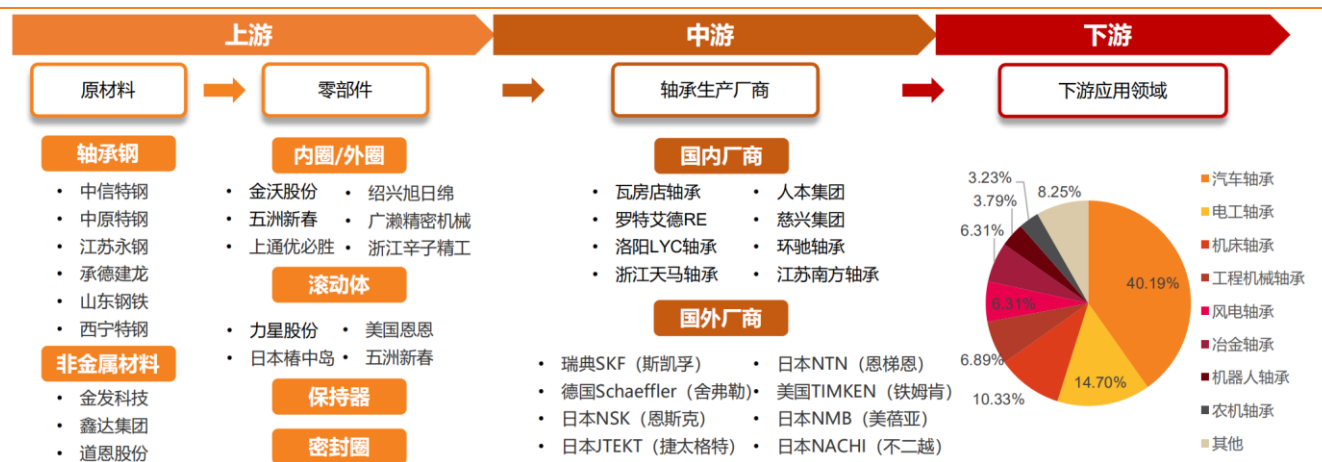 上游
中游
下游
原材料
零部件
轴承生产厂商
下游应用领域
轴承钢
• 中信特钢
• 中原特钢
• 江苏永钢
• 承德建龙
• 山东钢铁
• 西宁特钢
非金属材料
• 金发科技
• 鑫达集团
• 道恩股份
内圈/外圈
• 金沃股份 • 绍兴旭日绵
• 五洲新春 • 广濑精密机械
• 上通优必胜 • 浙江辛子精工
滚动体
• 力星股份 • 美国恩恩
• 日本椿中岛 • 五洲新春
保持器
密封圈
国内厂商
• 瓦房店轴承 • 人本集团
• 罗特艾德RE • 慈兴集团
• 洛阳LYC轴承 • 环驰轴承
• 浙江天马轴承 • 江苏南方轴承
国外厂商
• 瑞典SKF（斯凯孚） • 日本NTN（恩梯恩）
• 德国Schaeffler（舍弗勒） • 美国TIMKEN（铁姆肯）
• 日本NSK（恩斯克） • 日本NMB（美蓓亚）
• 日本JTEKT（捷太格特） • 日本NACHI（不二越）
3.23%
8.25%
3.79%
6.31%
40.19%
6.31%
6.89%
14.70%
10.33%
汽车轴承
电工轴承
机床轴承
工程机械轴承
风电轴承
冶金轴承
机器人轴承
农机轴承
其他